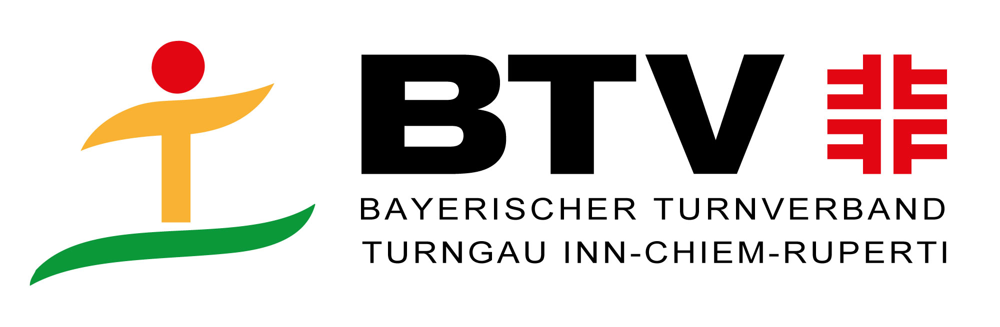 BTV
BAYERISCHER TURNVERBAND
TURNGAU INN-CHIEM-RUPERTI